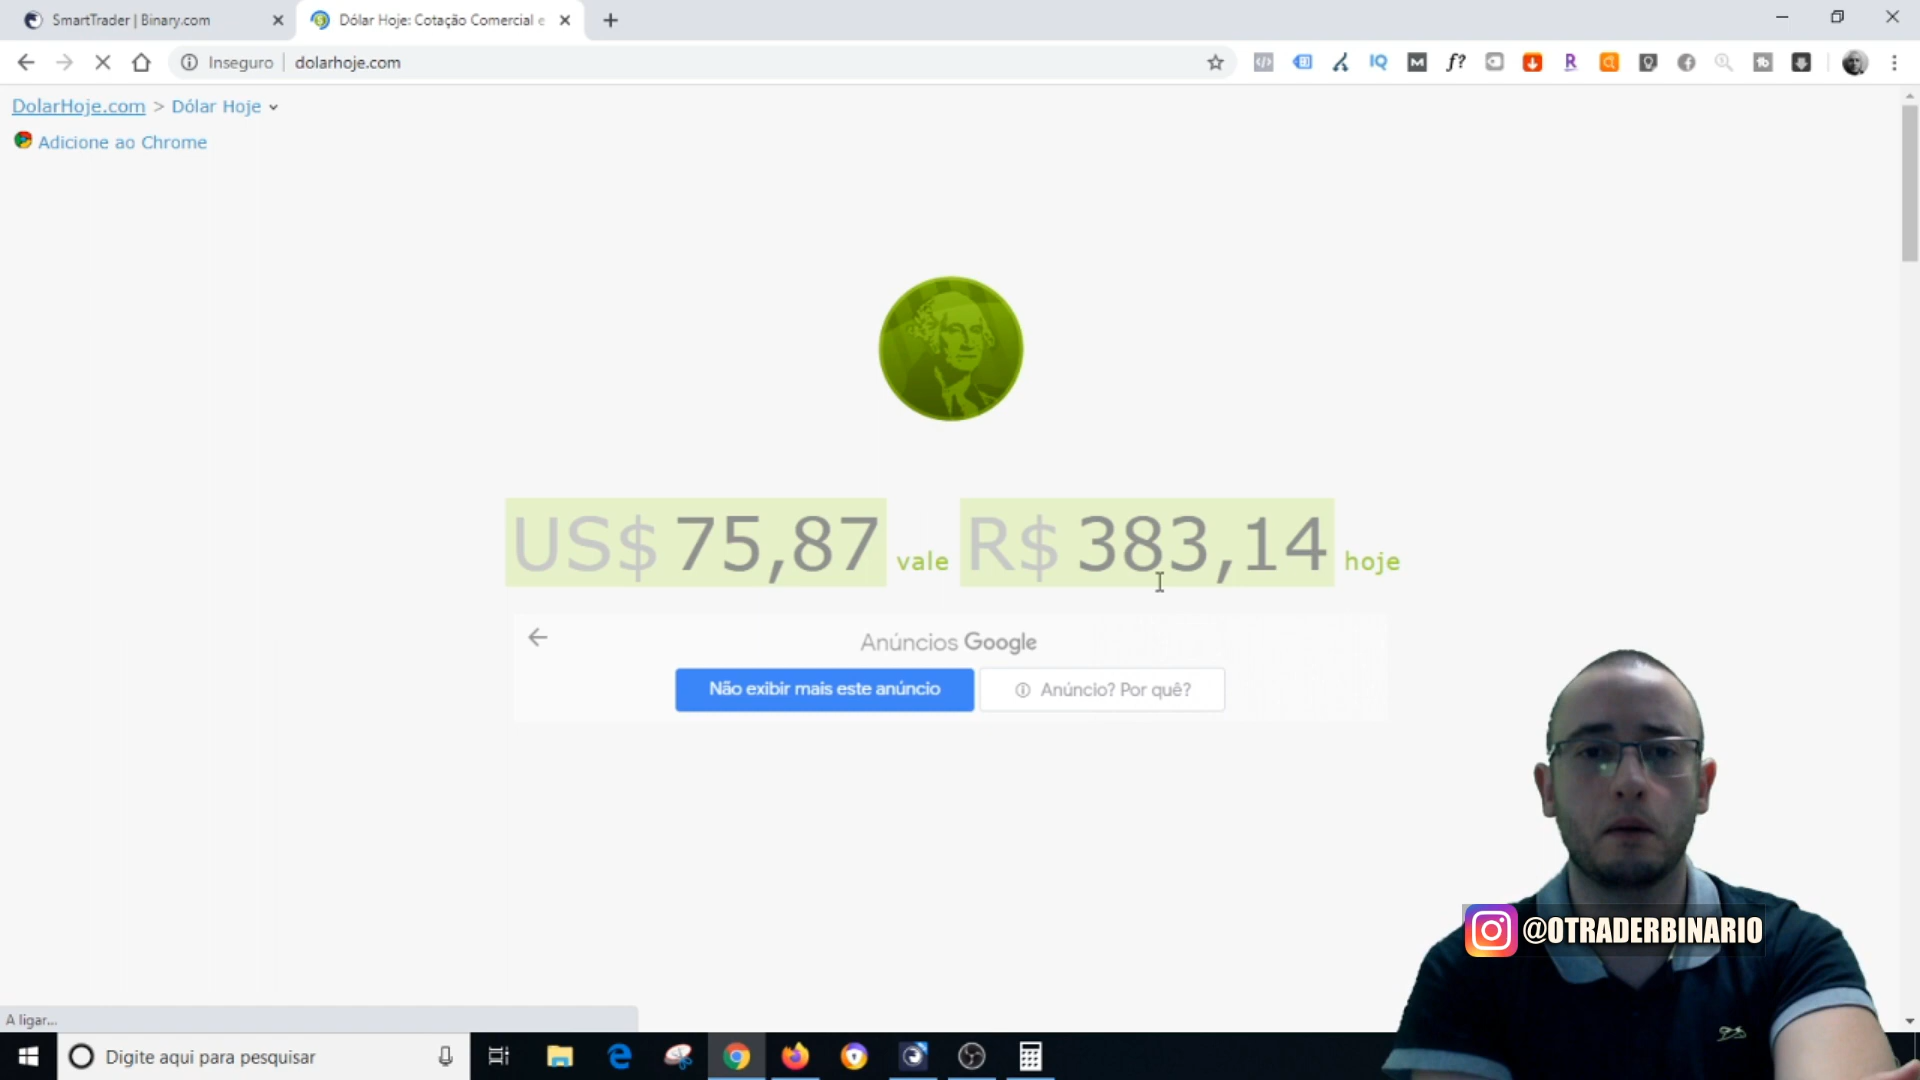 SmartTrader | Binary.com
Dólar Hoje: Cotação Comercial e
Inseguro
dolarhoje.com
IQ
M
f?
R
DolarHoje.com > Dólar Hoje
Adicione ao Chrome
US$ 75,87 vale R$ 383,14 hoje
Anúncios Google
Não exibir mais este anúncio
Anúncio? Por quê?
@OTRADERBINARIO
A ligar...
Digite aqui para pesquisar